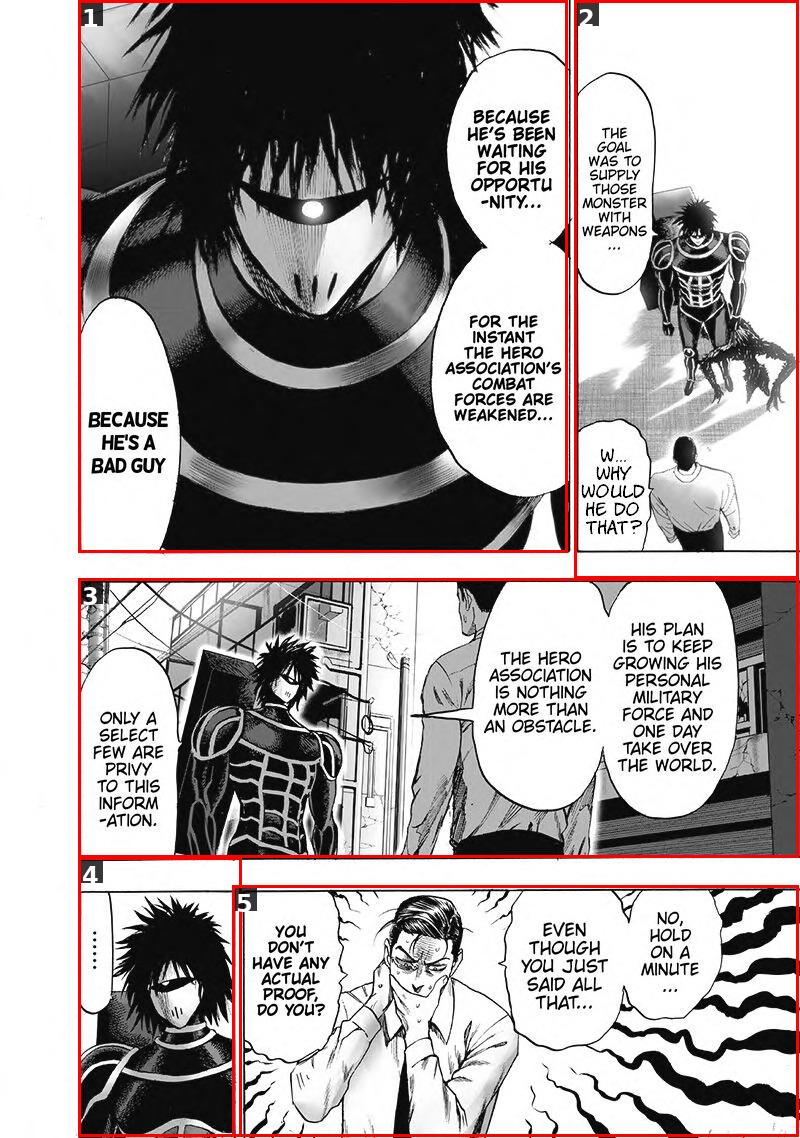 2
THE
GOAL
WAS TO
SUPPLY
THOSE
MONSTER
WITH
WEAPONS
...
W...
WHY
WOULD
HE DO
THAT?
1
BECAUSE
HE'S BEEN
WAITING
FOR HIS
OPPORTU
-NITY...
FOR THE
INSTANT
THE HERO
ASSOCIATION'S
COMBAT
FORCES ARE
WEAKENED...
BECAUSE
HE'S A
BAD GUY
3
HIS PLAN
IS TO KEEP
GROWING HIS
PERSONAL
MILITARY
FORCE AND
ONE DAY
TAKE OVER
THE WORLD.
THE HERO
ASSOCIATION
IS NOTHING
MORE THAN
AN OBSTACLE.
ONLY A
SELECT
FEW ARE
PRIVY
TO THIS
INFORM
-ATION.
5
NO,
HOLD
ON A
MINUTE
...
EVEN
THOUGH
YOU JUST
SAID ALL
THAT...
YOU
DON'T
HAVE ANY
ACTUAL
PROOF,
DO YOU?
4
......